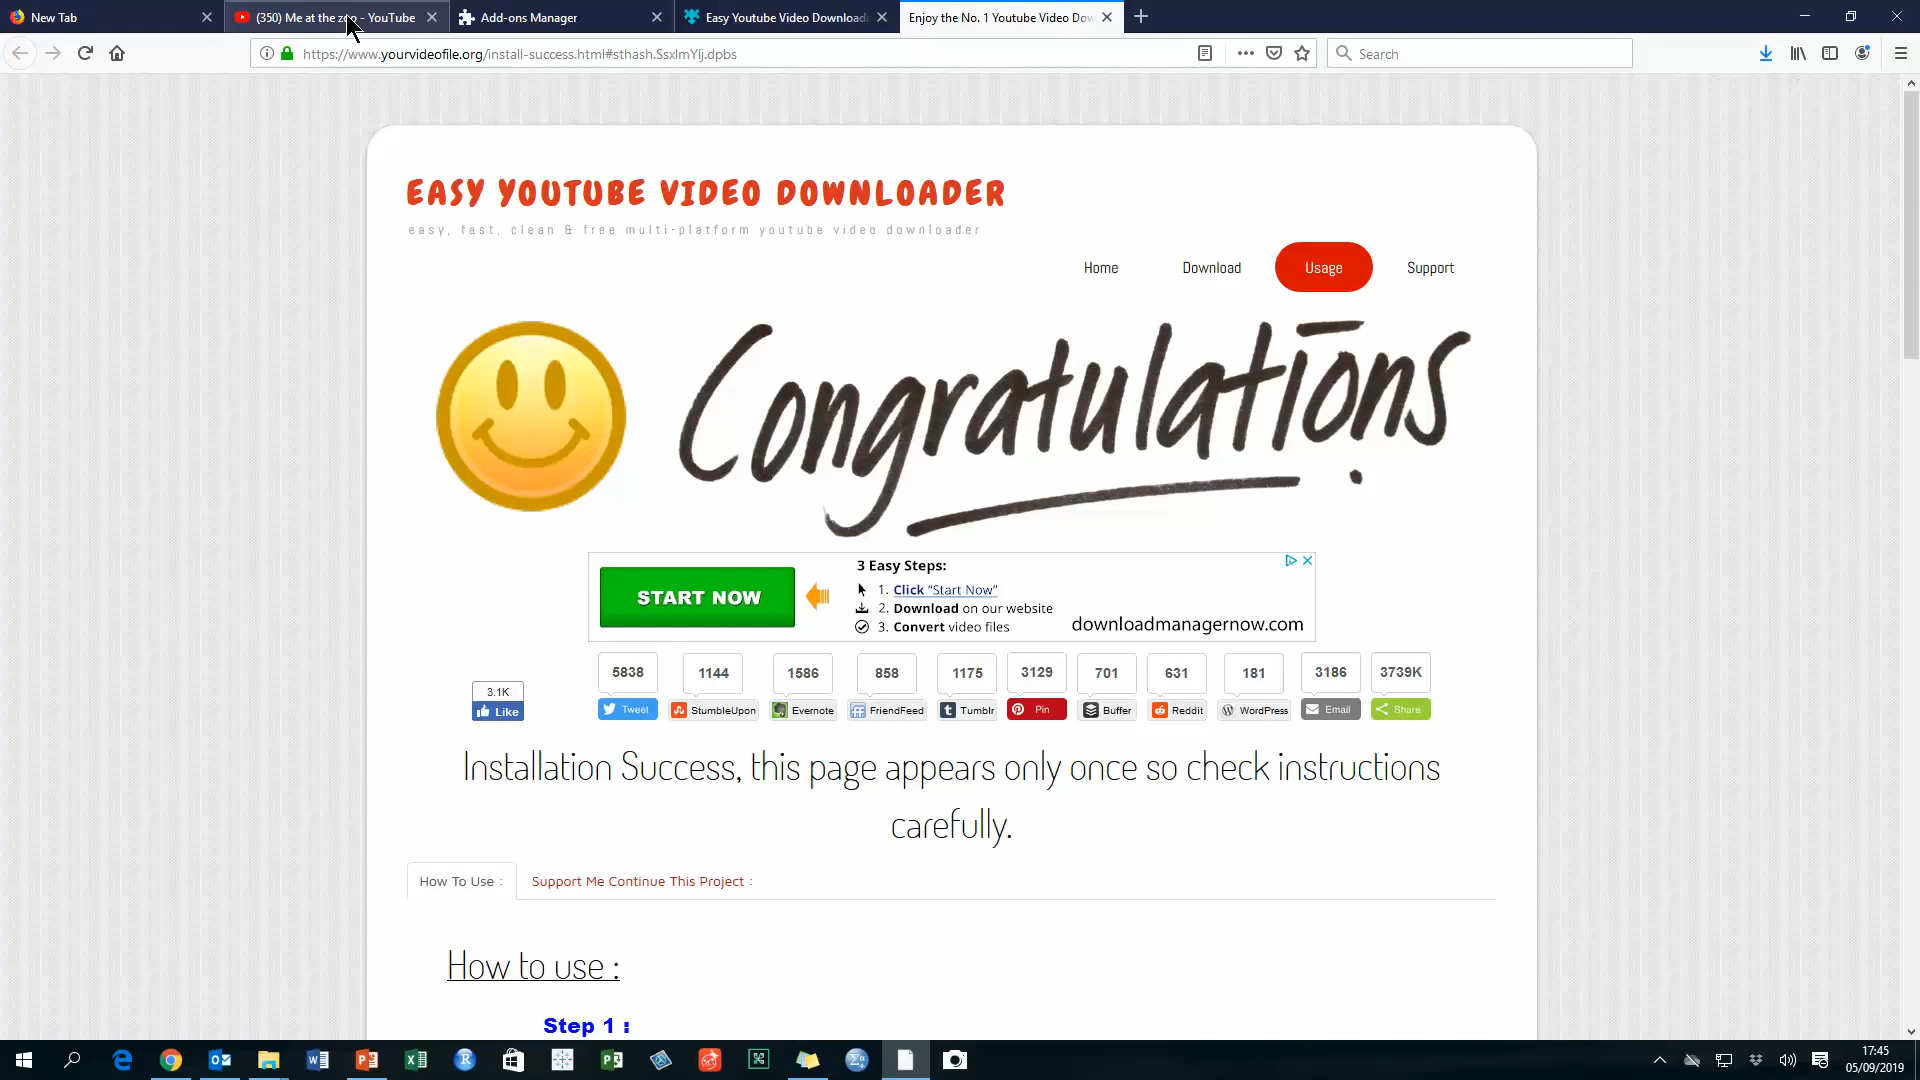 New Tab
(350) Me at the zoo - YouTube
Add-ons Manager
Easy Youtube Video Download
Enjoy the No. 1 Youtube Video Dow
https://www.yourvideofile.org/install-success.html#sthash.SsxlmYlj.dpbs
Search
EASY YOUTUBE VIDEO DOWNLOADER
easy, fast, clean & free multi-platform youtube video downloader
Home
Download
Usage
Support
Congratulations
START NOW
3 Easy Steps:
1. Click “Start Now”
2. Download on our website
3. Convert video files
downloadmanagernow.com
3.1K
Like
5838 1144 1586 858 1175 3129 701 631 181 3186 3739K
Tweet StumbleUpon Evernote FriendFeed Tumblr Pin Buffer Reddit WordPress Email Share
Installation Success, this page appears only once so check instructions
carefully.
How To Use :
Support Me Continue This Project :
How to use :
Step 1 :
17:45
05/09/2019